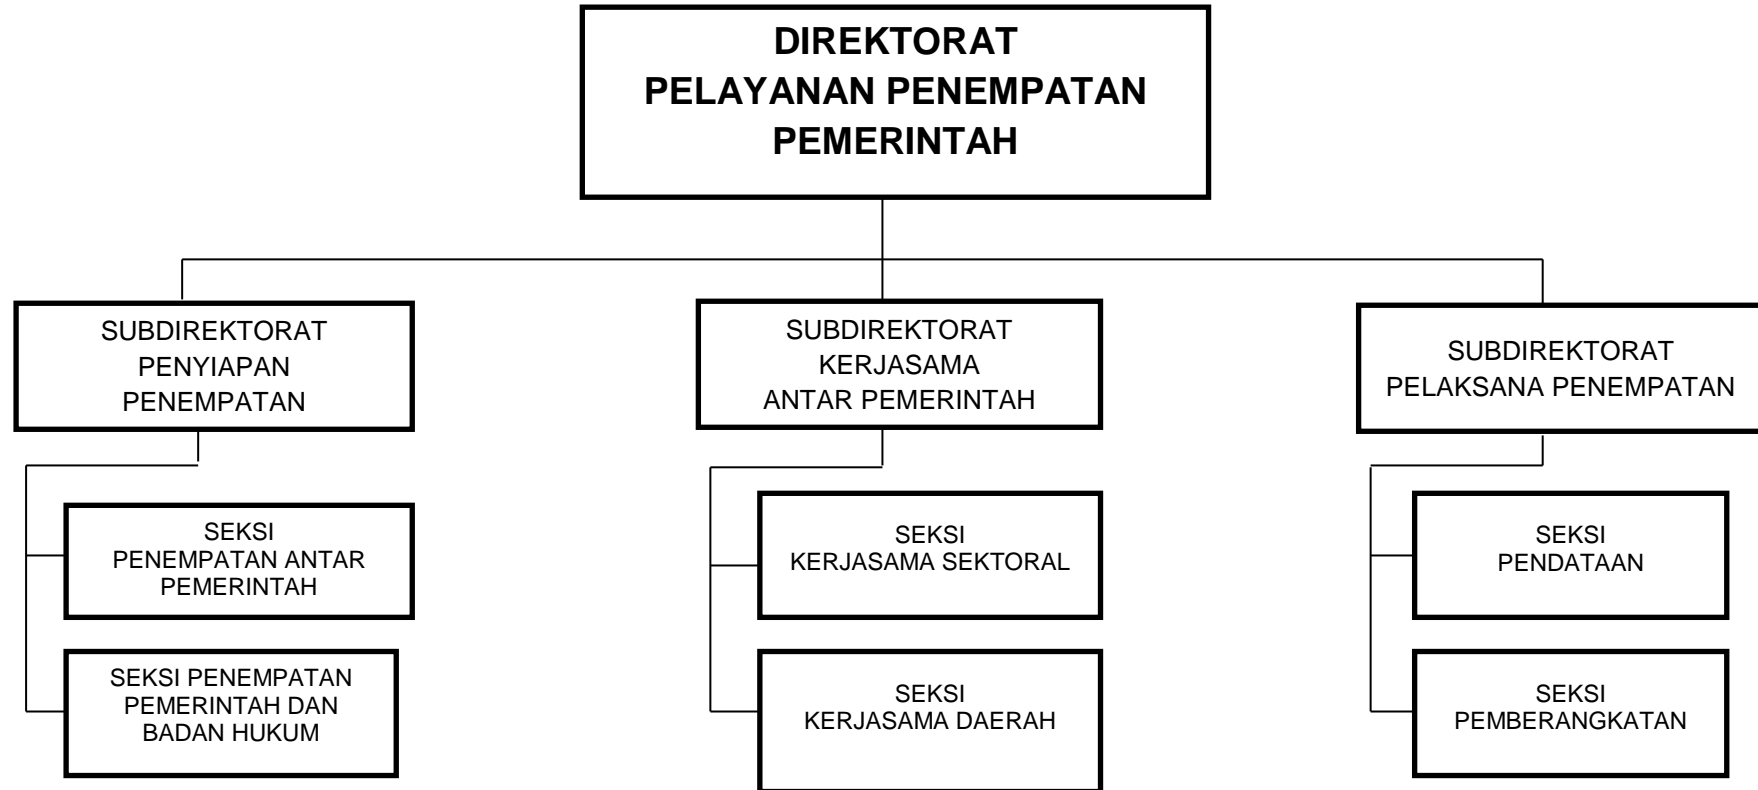 DIREKTORAT
PELAYANAN PENEMPATAN
PEMERINTAH
SUBDIREKTORAT
PENYIAPAN
PENEMPATAN
SUBDIREKTORAT
KERJASAMA
ANTAR PEMERINTAH
SUBDIREKTORAT
PELAKSANA PENEMPATAN
SEKSI
PENEMPATAN ANTAR
PEMERINTAH
SEKSI
KERJASAMA SEKTORAL
SEKSI
PENDATAAN
SEKSI PENEMPATAN
PEMERINTAH DAN
BADAN HUKUM
SEKSI
KERJASAMA DAERAH
SEKSI
PEMBERANGKATAN